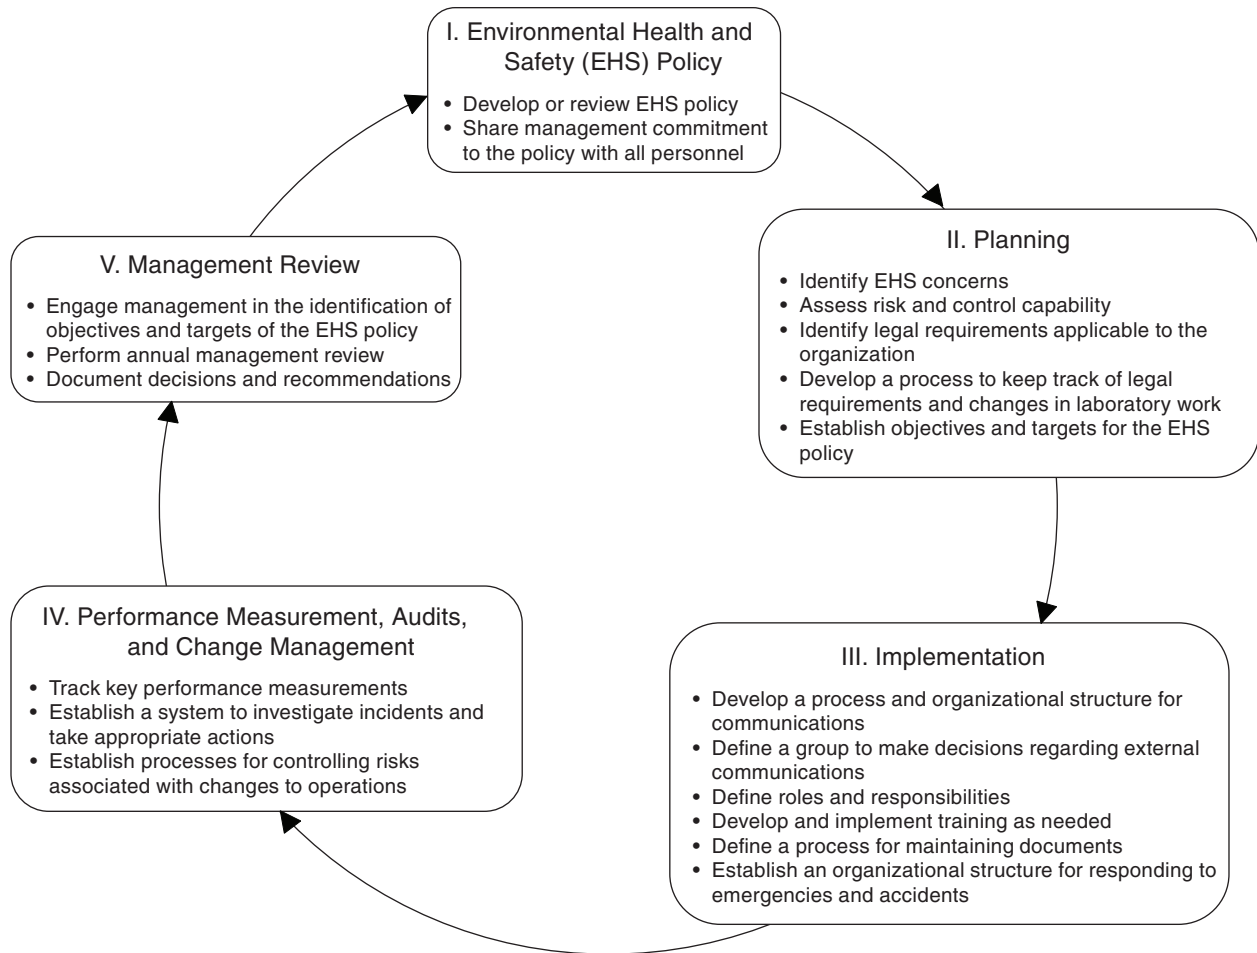 I. Environmental Health and
Safety (EHS) Policy
• Develop or review EHS policy
• Share management commitment
to the policy with all personnel
II. Planning
• Identify EHS concerns
• Assess risk and control capability
• Identify legal requirements applicable to the
organization
• Develop a process to keep track of legal
requirements and changes in laboratory work
• Establish objectives and targets for the EHS
policy
III. Implementation
• Develop a process and organizational structure for
communications
• Define a group to make decisions regarding external
communications
• Define roles and responsibilities
• Develop and implement training as needed
• Define a process for maintaining documents
• Establish an organizational structure for responding to
emergencies and accidents
IV. Performance Measurement, Audits,
and Change Management
• Track key performance measurements
• Establish a system to investigate incidents and
take appropriate actions
• Establish processes for controlling risks
associated with changes to operations
V. Management Review
• Engage management in the identification of
objectives and targets of the EHS policy
• Perform annual management review
• Document decisions and recommendations